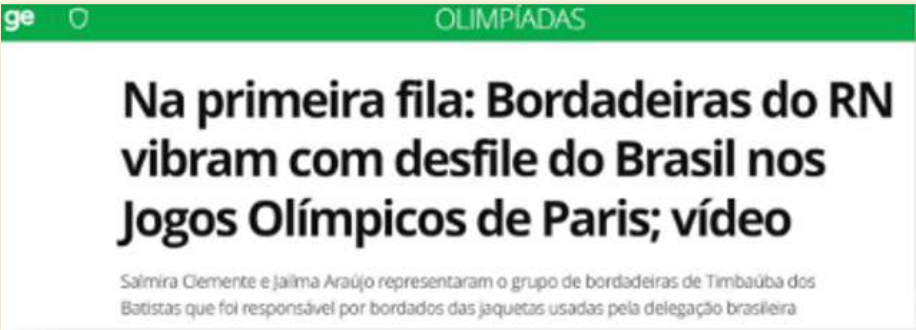 ge
OLIMPÍADAS
Na primeira fila: Bordadeiras do RN
vibram com desfile do Brasil nos
Jogos Olímpicos de Paris; vídeo
Salmira Clemente e Jailma Araújo representaram o grupo de bordadeiras de Timbaúba dos
Batistas que foi responsável por bordados das jaquetas usadas pela delegação brasileira